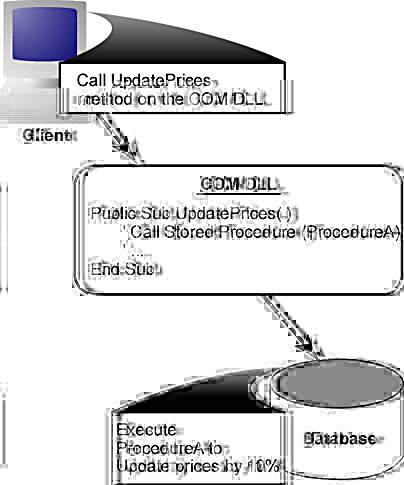 Call UpdatePrices
method on the COM DLL
Client
COM DLL
Public Sub UpdatePrices( )
Call Stored Procedure (ProcedureA)
....
End Sub
Execute
ProcedureA to
Update prices by 10%
Database